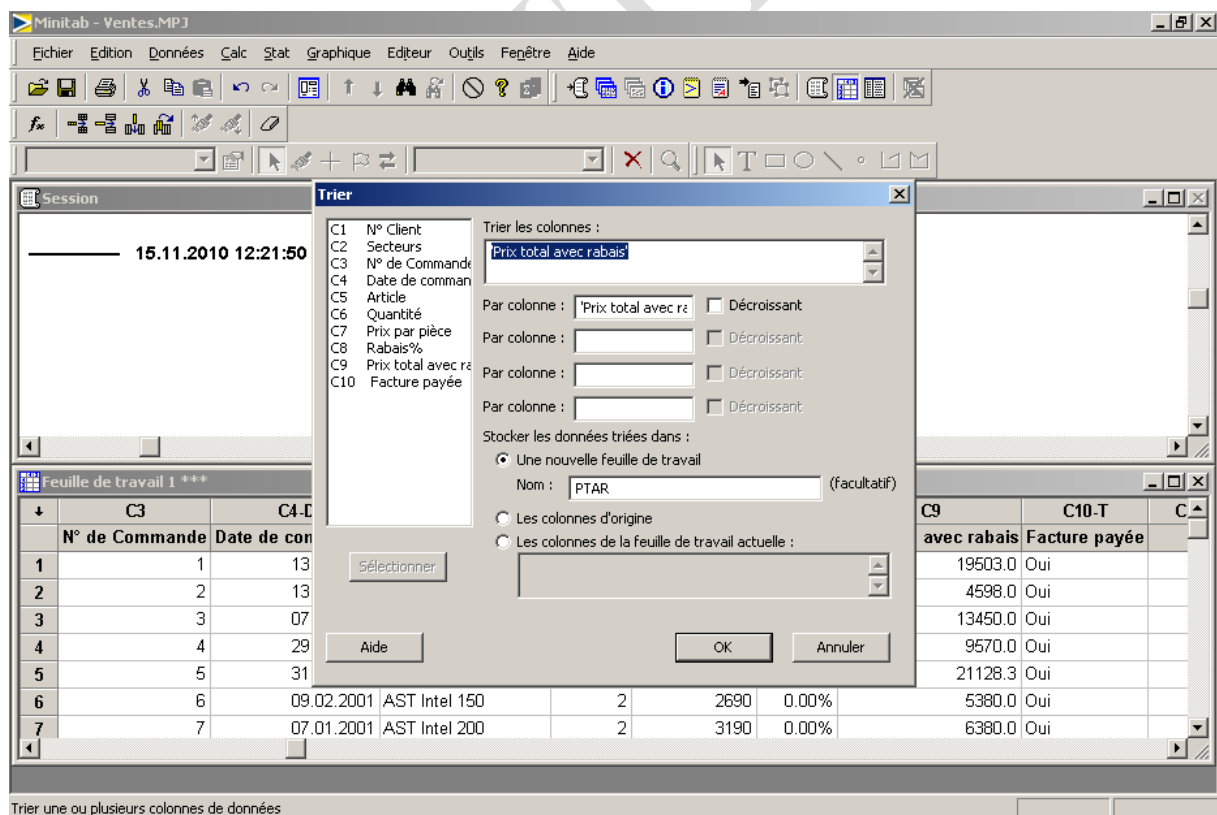 Minitab - Ventes.MPJ
Fichier Edition Données Calc Stat Graphique Editeur Outils Fenêtre Aide
Session
15.11.2010 12:21:50
Trier
C1 N° Client
C2 Secteurs
C3 N° de Commande
C4 Date de comman
C5 Article
C6 Quantité
C7 Prix par pièce
C8 Rabais%
C9 Prix total avec ra
C10 Facture payée
Sélectionner
Trier les colonnes :
'Prix total avec rabais'
Par colonne : 'Prix total avec ra Décroissant
Par colonne : Décroissant
Par colonne : Décroissant
Par colonne : Décroissant
Stocker les données triées dans :
Une nouvelle feuille de travail
Nom : PTAR (facultatif)
Les colonnes d'origine
Les colonnes de la feuille de travail actuelle :
Aide OK Annuler
Feuille de travail 1 ***
C3 C4-D C9 C10-T C
N° de Commande Date de con avec rabais Facture payée
1 1 13 19503.0 Oui
2 2 13 4598.0 Oui
3 3 07 13450.0 Oui
4 4 29 9570.0 Oui
5 5 31 21128.3 Oui
6 6 09.02.2001 AST Intel 150 2 2690 0.00% 5380.0 Oui
7 7 07.01.2001 AST Intel 200 2 3190 0.00% 6380.0 Oui
Trier une ou plusieurs colonnes de données